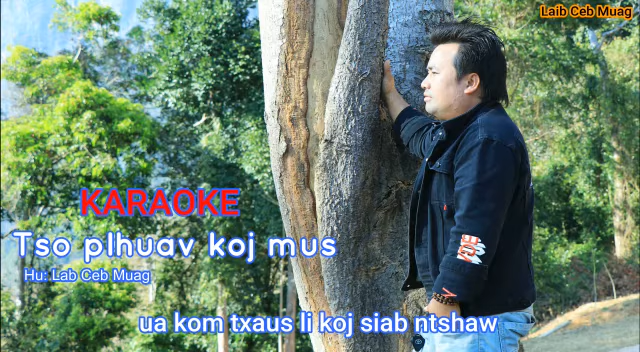 Laib Ceb Muag
KARAOKE
Tso plhuav koj mus
Hu: Lab Ceb Muag
ua kom txaus li koj siab ntshaw